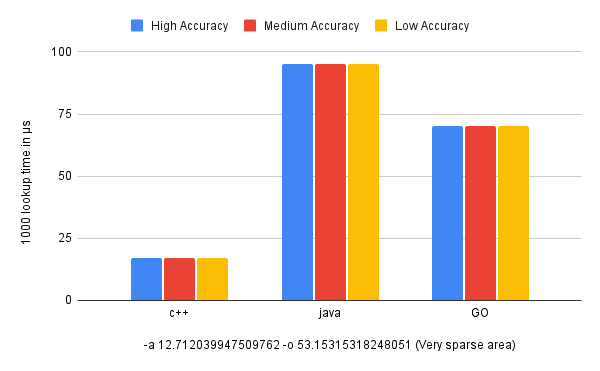 High Accuracy Medium Accuracy Low Accuracy
100
75
50
25
0
1000 lookup time in µs
c++ java GO
-a 12.712039947509762 -o 53.15315318248051 (Very sparse area)